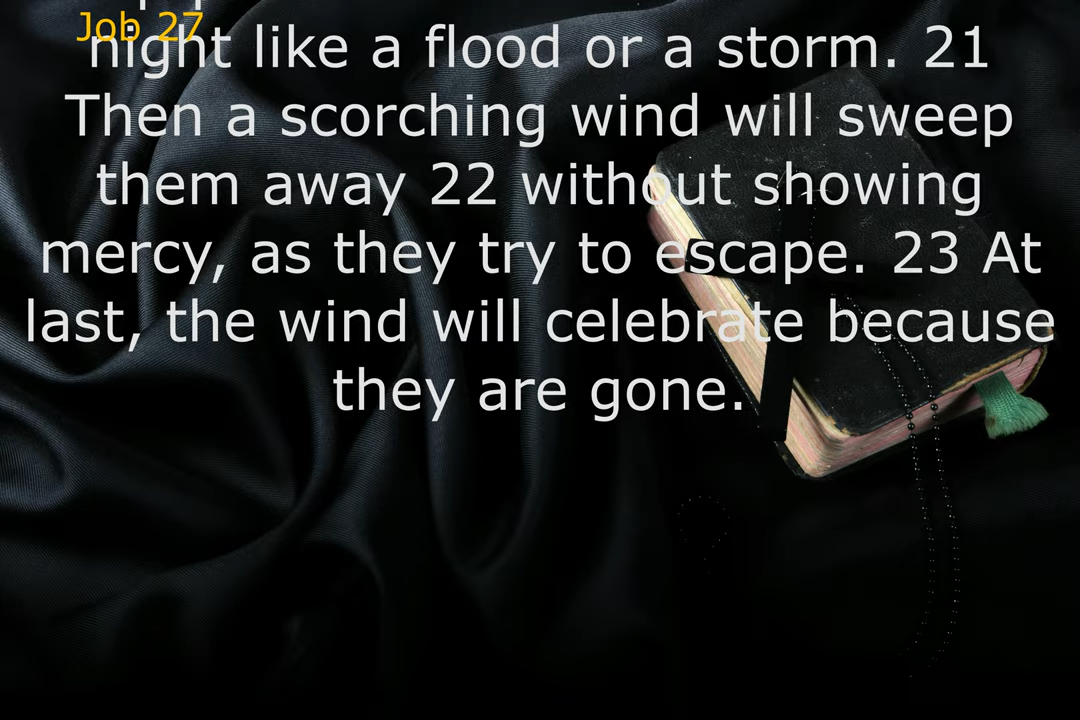 Job 27
night like a flood or a storm. 21
Then a scorching wind will sweep
them away 22 without showing
mercy, as they try to escape. 23 At
last, the wind will celebrate because
they are gone.